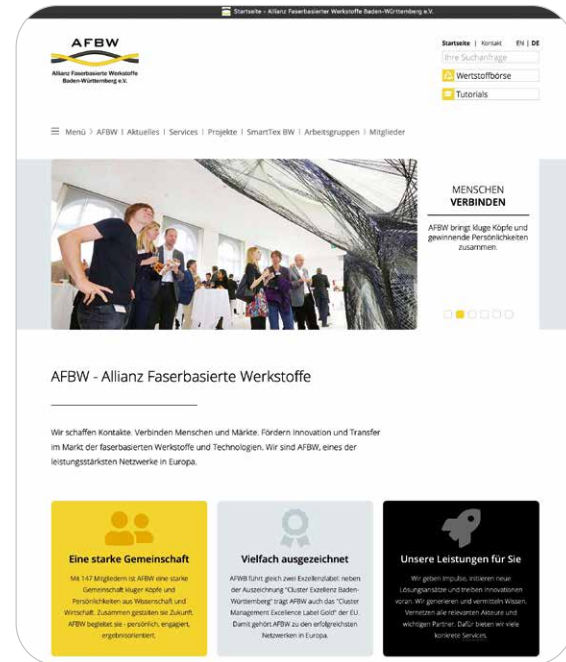 Startseite - Allianz Faserbasierter Werkstoffe Baden-Württemberg e.V.
AFBW
Allianz Faserbasierte Werkstoffe
Baden-Württemberg e.V.
Startseite | Kontakt EN | DE
Ihre Suchanfrage
Wertstoffbörse
Tutorials
Menü > AFBW | Aktuelles | Services | Projekte | SmartTex BW | Arbeitsgruppen | Mitglieder
MENSCHEN
VERBINDEN
AFBW bringt kluge Köpfe und
gewinnende Persönlichkeiten
zusammen.
AFBW - Allianz Faserbasierte Werkstoffe
Wir schaffen Kontakte. Verbinden Menschen und Märkte. Fördern Innovation und Transfer
im Markt der faserbasierten Werkstoffe und Technologien. Wir sind AFBW, eines der
leistungsstärksten Netzwerke in Europa.
Eine starke Gemeinschaft
Mit 147 Mitgliedern ist AFBW eine starke
Gemeinschaft kluger Köpfe und
Persönlichkeiten aus Wissenschaft und
Wirtschaft. Zusammen gestalten sie Zukunft.
AFBW begleitet sie - persönlich, engagiert,
ergebnisorientiert.
Vielfach ausgezeichnet
AFWB führt gleich zwei Exzellenzlabel: neben
der Auszeichnung "Cluster Exzellenz Baden-
Württemberg" trägt AFBW auch das "Cluster
Management Excellence Label Gold" der EU.
Damit gehört AFBW zu den erfolgreichsten
Netzwerken in Europa.
Unsere Leistungen für Sie
Wir geben Impulse, initiieren neue
Lösungsansätze und treiben Innovationen
voran. Wir generieren und vermitteln Wissen.
Vernetzen alle relevanten Akteure und
wichtigen Partner. Dafür bieten wir viele
konkrete Services.